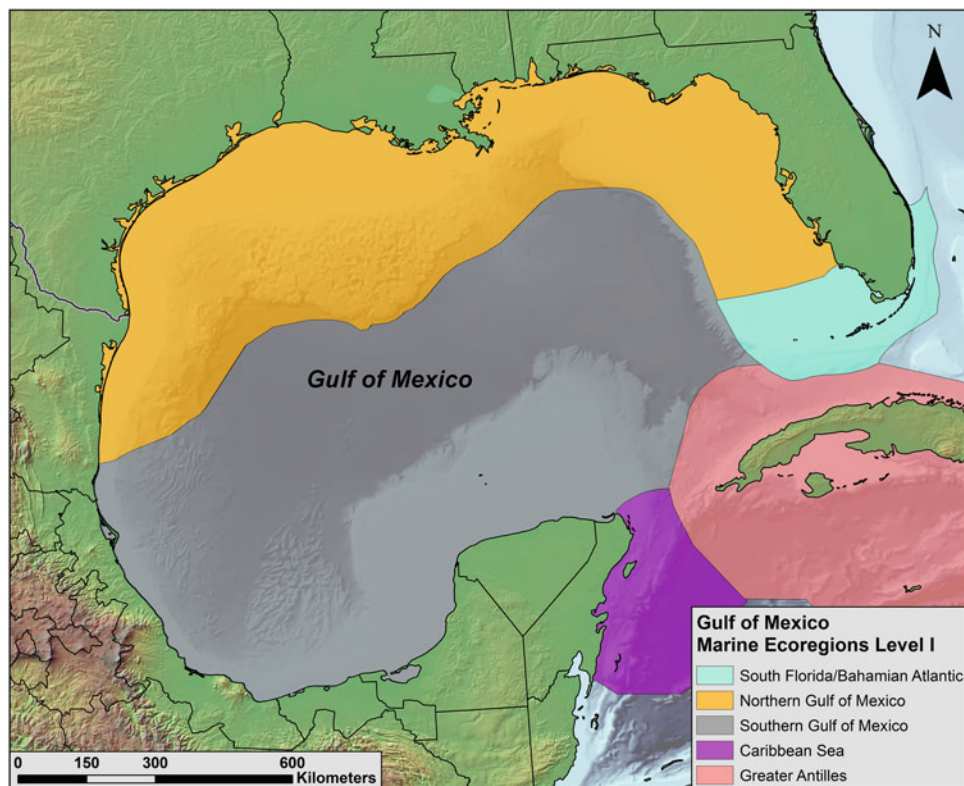 N
Gulf of Mexico
Gulf of Mexico
Marine Ecoregions Level I
South Florida/Bahamian Atlantic
Northern Gulf of Mexico
Southern Gulf of Mexico
Caribbean Sea
Greater Antilles
0 150 300 600
Kilometers